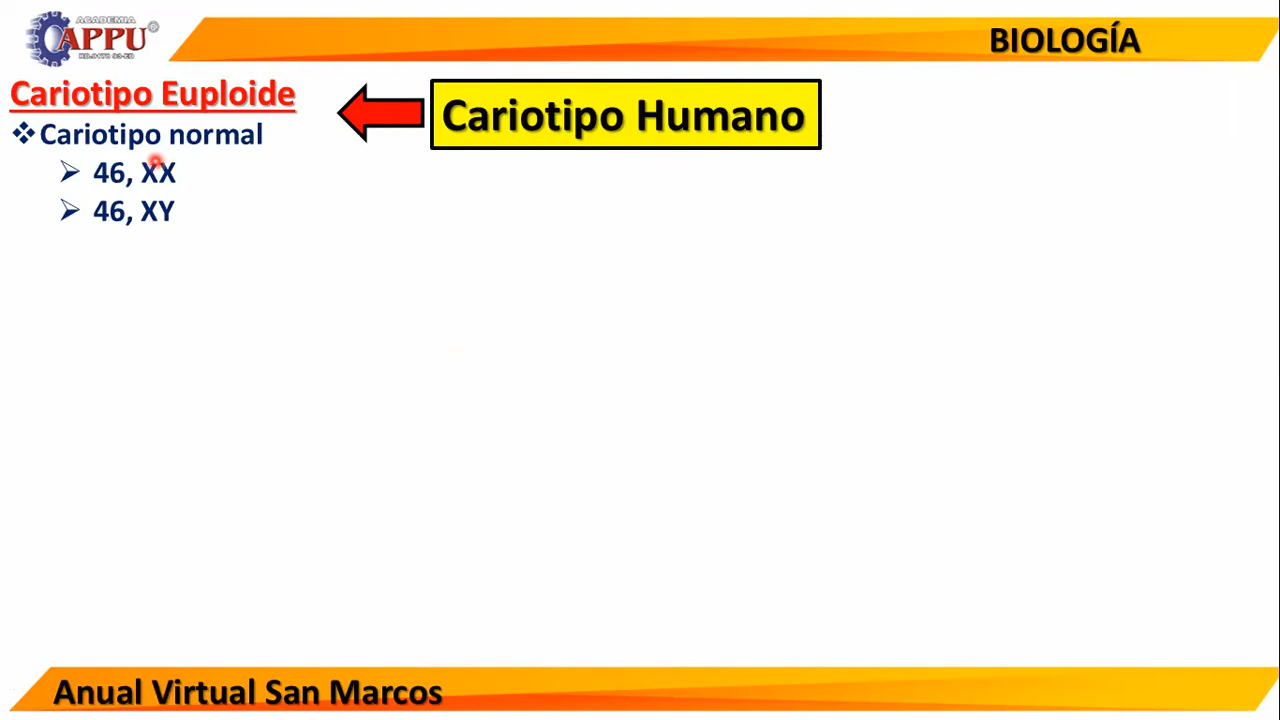 ACADEMIA
APPU
BIOLOGÍA
Cariotipo Euploide
Cariotipo Humano
Cariotipo normal
46, XX
46, XY
Anual Virtual San Marcos